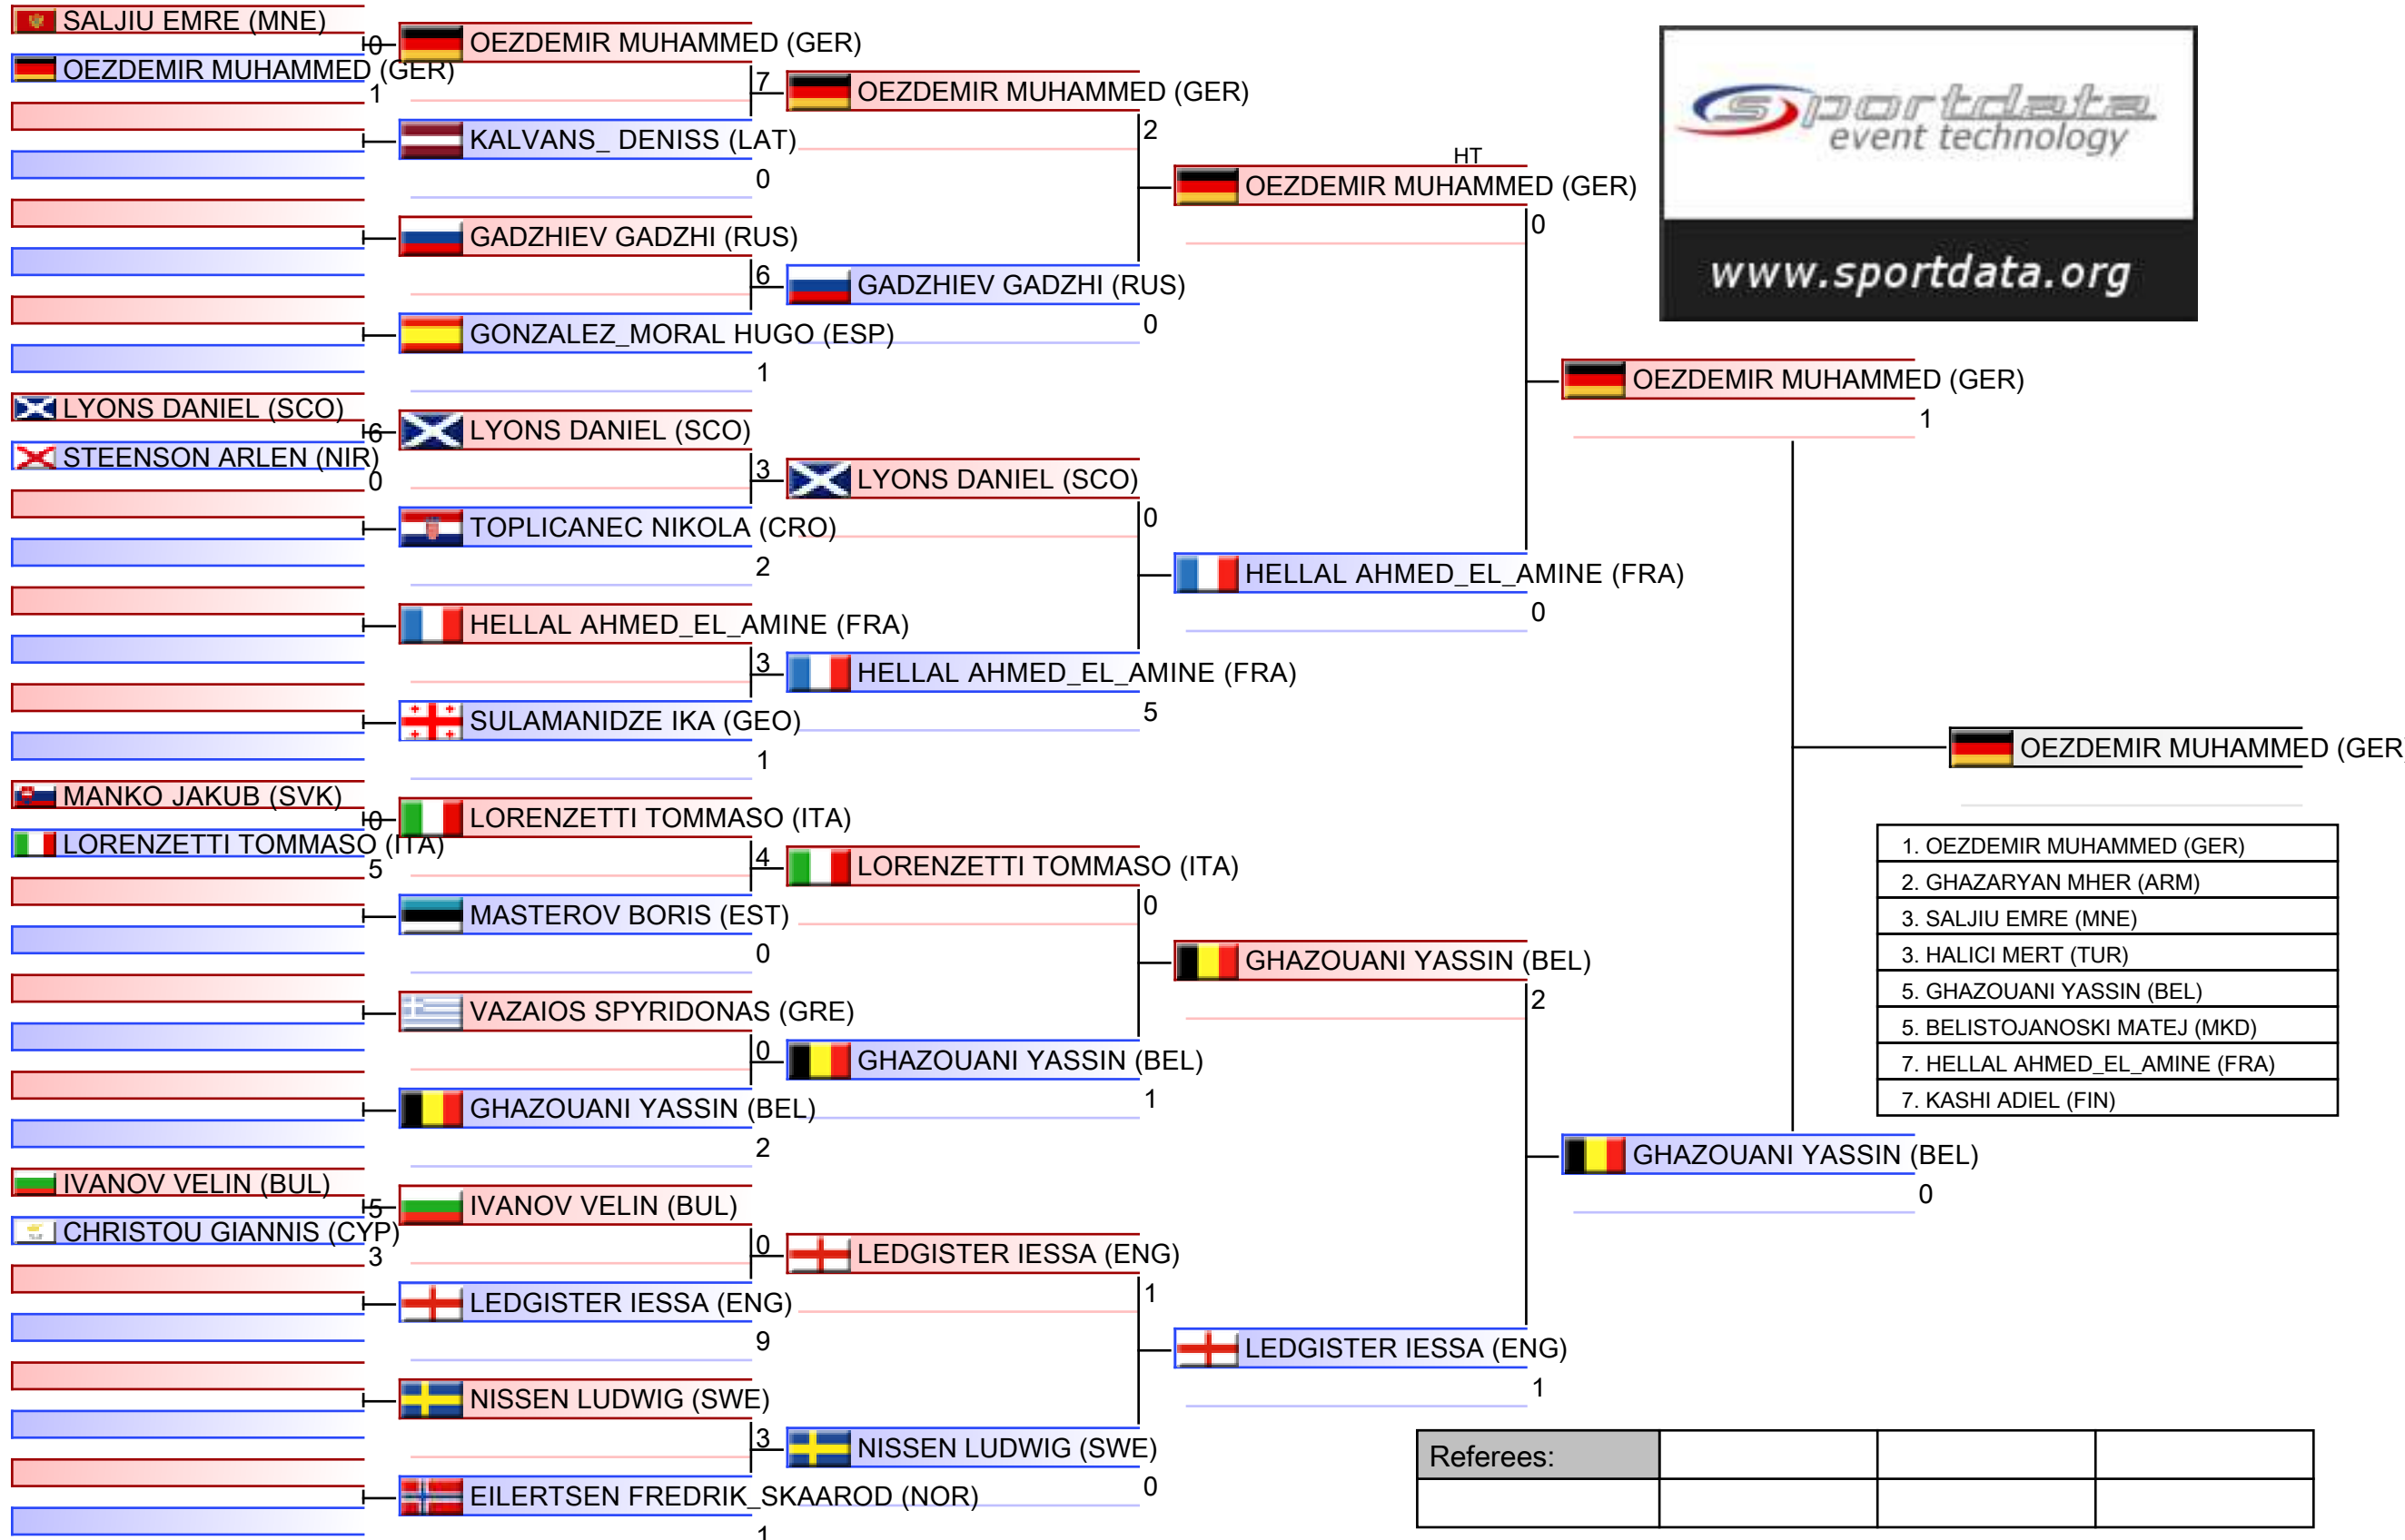 SALJIU EMRE (MNE)
0
OEZDEMIR MUHAMMED (GER)
1
LYONS DANIEL (SCO)
6
STEENSON ARLEN (NIR)
0
MANKO JAKUB (SVK)
0
LORENZETTI TOMMASO (ITA)
5
IVANOV VELIN (BUL)
5
CHRISTOU GIANNIS (CYP)
3
OEZDEMIR MUHAMMED (GER)
7
KALVANS_ DENISS (LAT)
0
GADZHIEV GADZHI (RUS)
6
GONZALEZ_MORAL HUGO (ESP)
1
LYONS DANIEL (SCO)
3
TOPLICANEC NIKOLA (CRO)
2
HELLAL AHMED_EL_AMINE (FRA)
3
SULAMANIDZE IKA (GEO)
1
LORENZETTI TOMMASO (ITA)
4
MASTEROV BORIS (EST)
0
VAZAIOS SPYRIDONAS (GRE)
0
GHAZOUANI YASSIN (BEL)
2
IVANOV VELIN (BUL)
0
LEDGISTER IESSA (ENG)
9
NISSEN LUDWIG (SWE)
3
EILERTSEN FREDRIK_SKAAROD (NOR)
1
OEZDEMIR MUHAMMED (GER)
2
GADZHIEV GADZHI (RUS)
0
LYONS DANIEL (SCO)
0
HELLAL AHMED_EL_AMINE (FRA)
5
LORENZETTI TOMMASO (ITA)
0
GHAZOUANI YASSIN (BEL)
1
LEDGISTER IESSA (ENG)
1
NISSEN LUDWIG (SWE)
0
HT
OEZDEMIR MUHAMMED (GER)
0
HELLAL AHMED_EL_AMINE (FRA)
0
GHAZOUANI YASSIN (BEL)
2
LEDGISTER IESSA (ENG)
1
OEZDEMIR MUHAMMED (GER)
1
GHAZOUANI YASSIN (BEL)
0
OEZDEMIR MUHAMMED (GER
sportdata
event technology
www.sportdata.org
1. OEZDEMIR MUHAMMED (GER)
2. GHAZARYAN MHER (ARM)
3. SALJIU EMRE (MNE)
3. HALICI MERT (TUR)
5. GHAZOUANI YASSIN (BEL)
5. BELISTOJANOSKI MATEJ (MKD)
7. HELLAL AHMED_EL_AMINE (FRA)
7. KASHI ADIEL (FIN)
Referees: